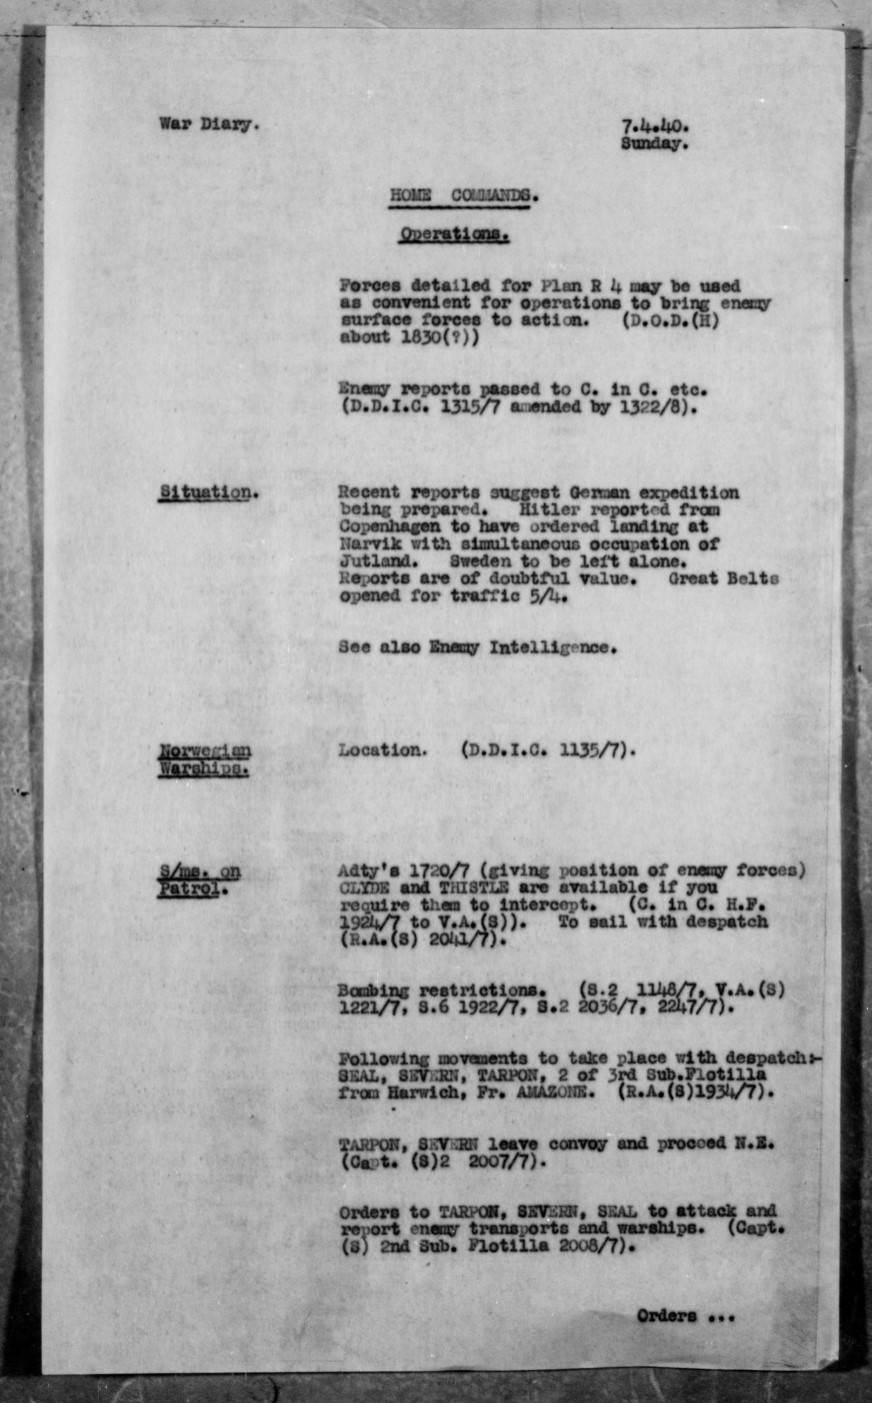 War Diary. 7.4.40.
Sunday.
HOME COMMANDS.
Operations.
Forces detailed for Plan R 4 may be used
as convenient for operations to bring enemy
surface forces to action. (D.O.D.(H)
about 1830(?))
Enemy reports passed to C. in C. etc.
(D.D.I.C. 1315/7 amended by 1322/8).
Situation. Recent reports suggest German expedition
being prepared. Hitler reported from
Copenhagen to have ordered landing at
Narvik with simultaneous occupation of
Jutland. Sweden to be left alone.
Reports are of doubtful value. Great Belts
opened for traffic 5/4.
See also Enemy Intelligence.
Norwegian Location. (D.D.I.C. 1135/7).
Warships.
S/ms. on Adty's 1720/7 (giving position of enemy forces)
Patrol. CLYDE and THISTLE are available if you
require them to intercept. (C. in C. H.F.
1924/7 to V.A.(S)). To sail with despatch
(R.A.(S) 2041/7).
Bombing restrictions. (S.2 1148/7, V.A.(S)
1221/7, S.6 1922/7, S.2 2036/7, 2247/7).
Following movements to take place with despatch:-
SEAL, SEVERN, TARPON, 2 of 3rd Sub.Flotilla
from Harwich, Fr. AMAZONE. (R.A.(S)1934/7).
TARPON, SEVERN leave convoy and proceed N.E.
(Capt. (S)2 2007/7).
Orders to TARPON, SEVERN, SEAL to attack and
report enemy transports and warships. (Capt.
(S) 2nd Sub. Flotilla 2008/7).
Orders ...